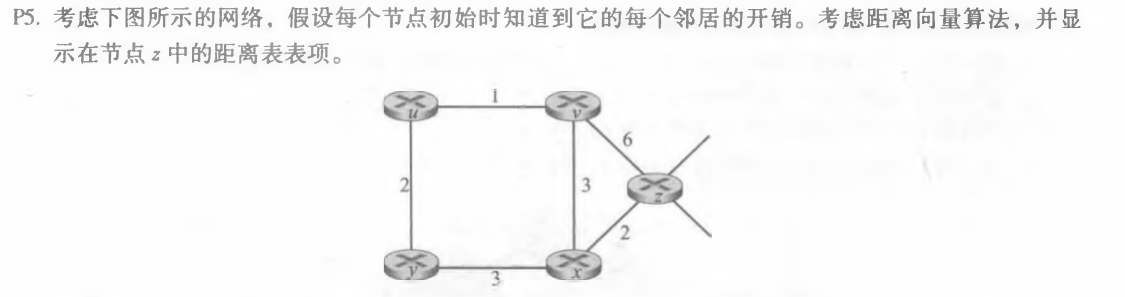 P5. 考虑下图所示的网络，假设每个节点初始时知道到它的每个邻居的开销。考虑距离向量算法，并显
示在节点 z 中的距离表表项。
1
u
v
6
2
3
z
2
y
x
3